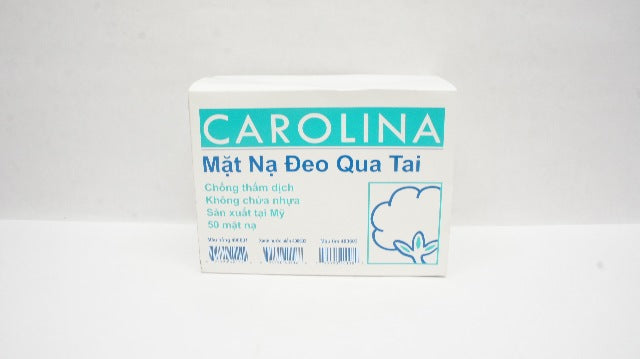 CAROLINA
Mặt Nạ Đeo Qua Tai
Chống thấm dịch
Không chứa nhựa
Sản xuất tại Mỹ
50 mặt nạ